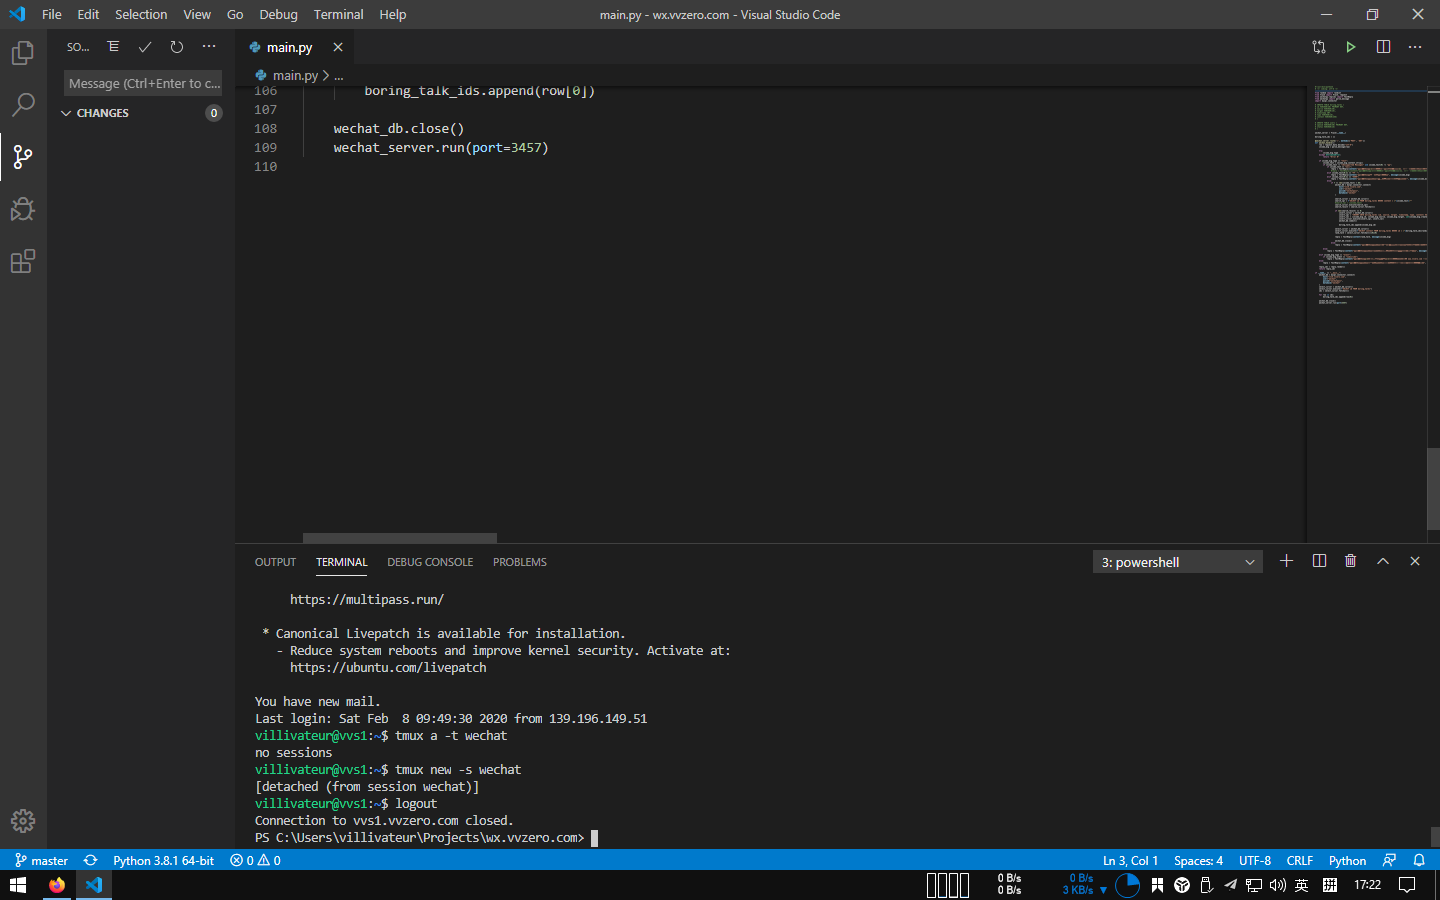 File Edit Selection View Go Debug Terminal Help
main.py - wx.vvzero.com - Visual Studio Code
SO...
main.py
Message (Ctrl+Enter to c...
main.py > ...
CHANGES 0
106 boring_talk_ids.append(row[0])
107
108 wechat_db.close()
109 wechat_server.run(port=3457)
110
OUTPUT TERMINAL DEBUG CONSOLE PROBLEMS
3: powershell
https://multipass.run/
* Canonical Livepatch is available for installation.
- Reduce system reboots and improve kernel security. Activate at:
https://ubuntu.com/livepatch
You have new mail.
Last login: Sat Feb  8 09:49:30 2020 from 139.196.149.51
villivateur@vvs1:~$ tmux a -t wechat
no sessions
villivateur@vvs1:~$ tmux new -s wechat
[detached (from session wechat)]
villivateur@vvs1:~$ logout
Connection to vvs1.vvzero.com closed.
PS C:\Users\villivateur\Projects\wx.vvzero.com>
master Python 3.8.1 64-bit 0 0 Ln 3, Col 1 Spaces: 4 UTF-8 CRLF Python
0 B/s 0 B/s
0 B/s 3 KB/s
英 拼 17:22